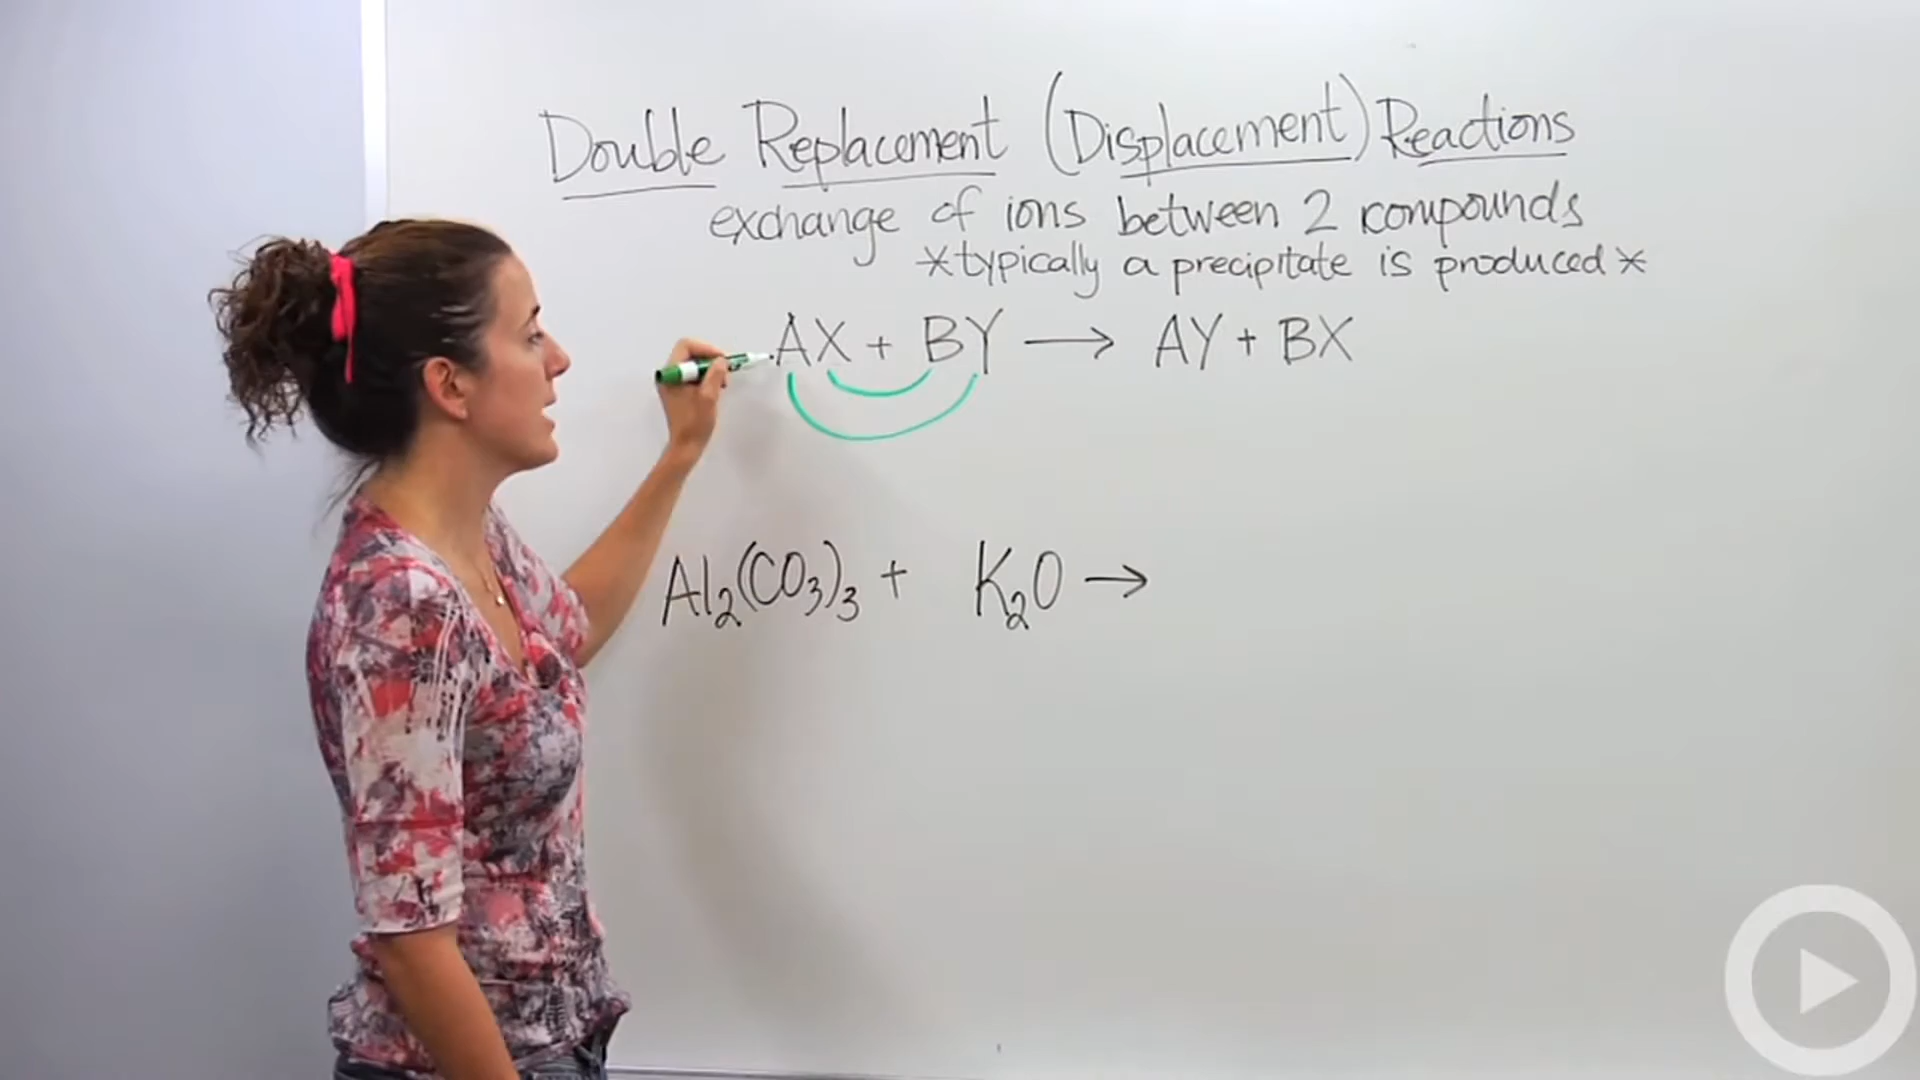 Double Replacement (Displacement) Reactions
exchange of ions between 2 compounds
*typically a precipitate is produced*
AX + BY → AY + BX
Al₂(CO₃)₃ + K₂O →